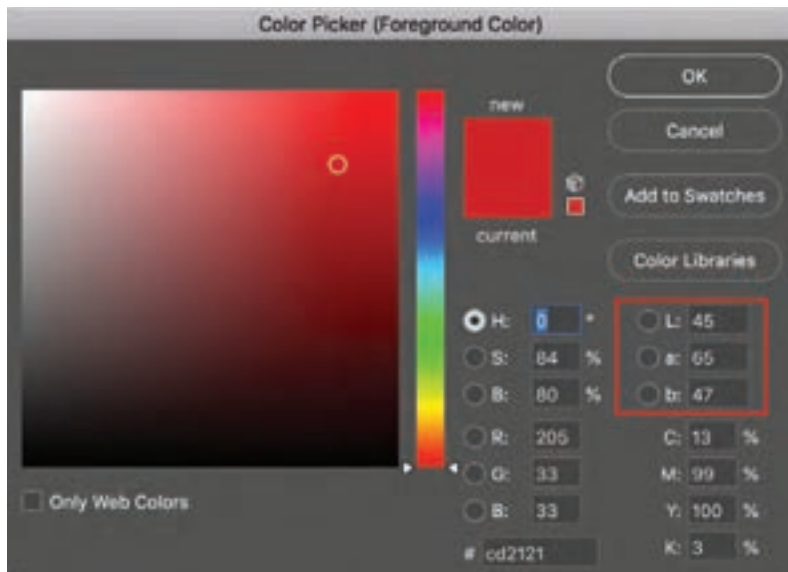 Color Picker (Foreground Color)
OK
new
Cancel
Add to Swatches
current
Color Libraries
H: 0 °
L: 45
S: 84 %
a: 65
B: 80 %
b: 47
R: 205
C: 13 %
G: 33
M: 99 %
Only Web Colors
B: 33
Y: 100 %
# cd2121
K: 3 %